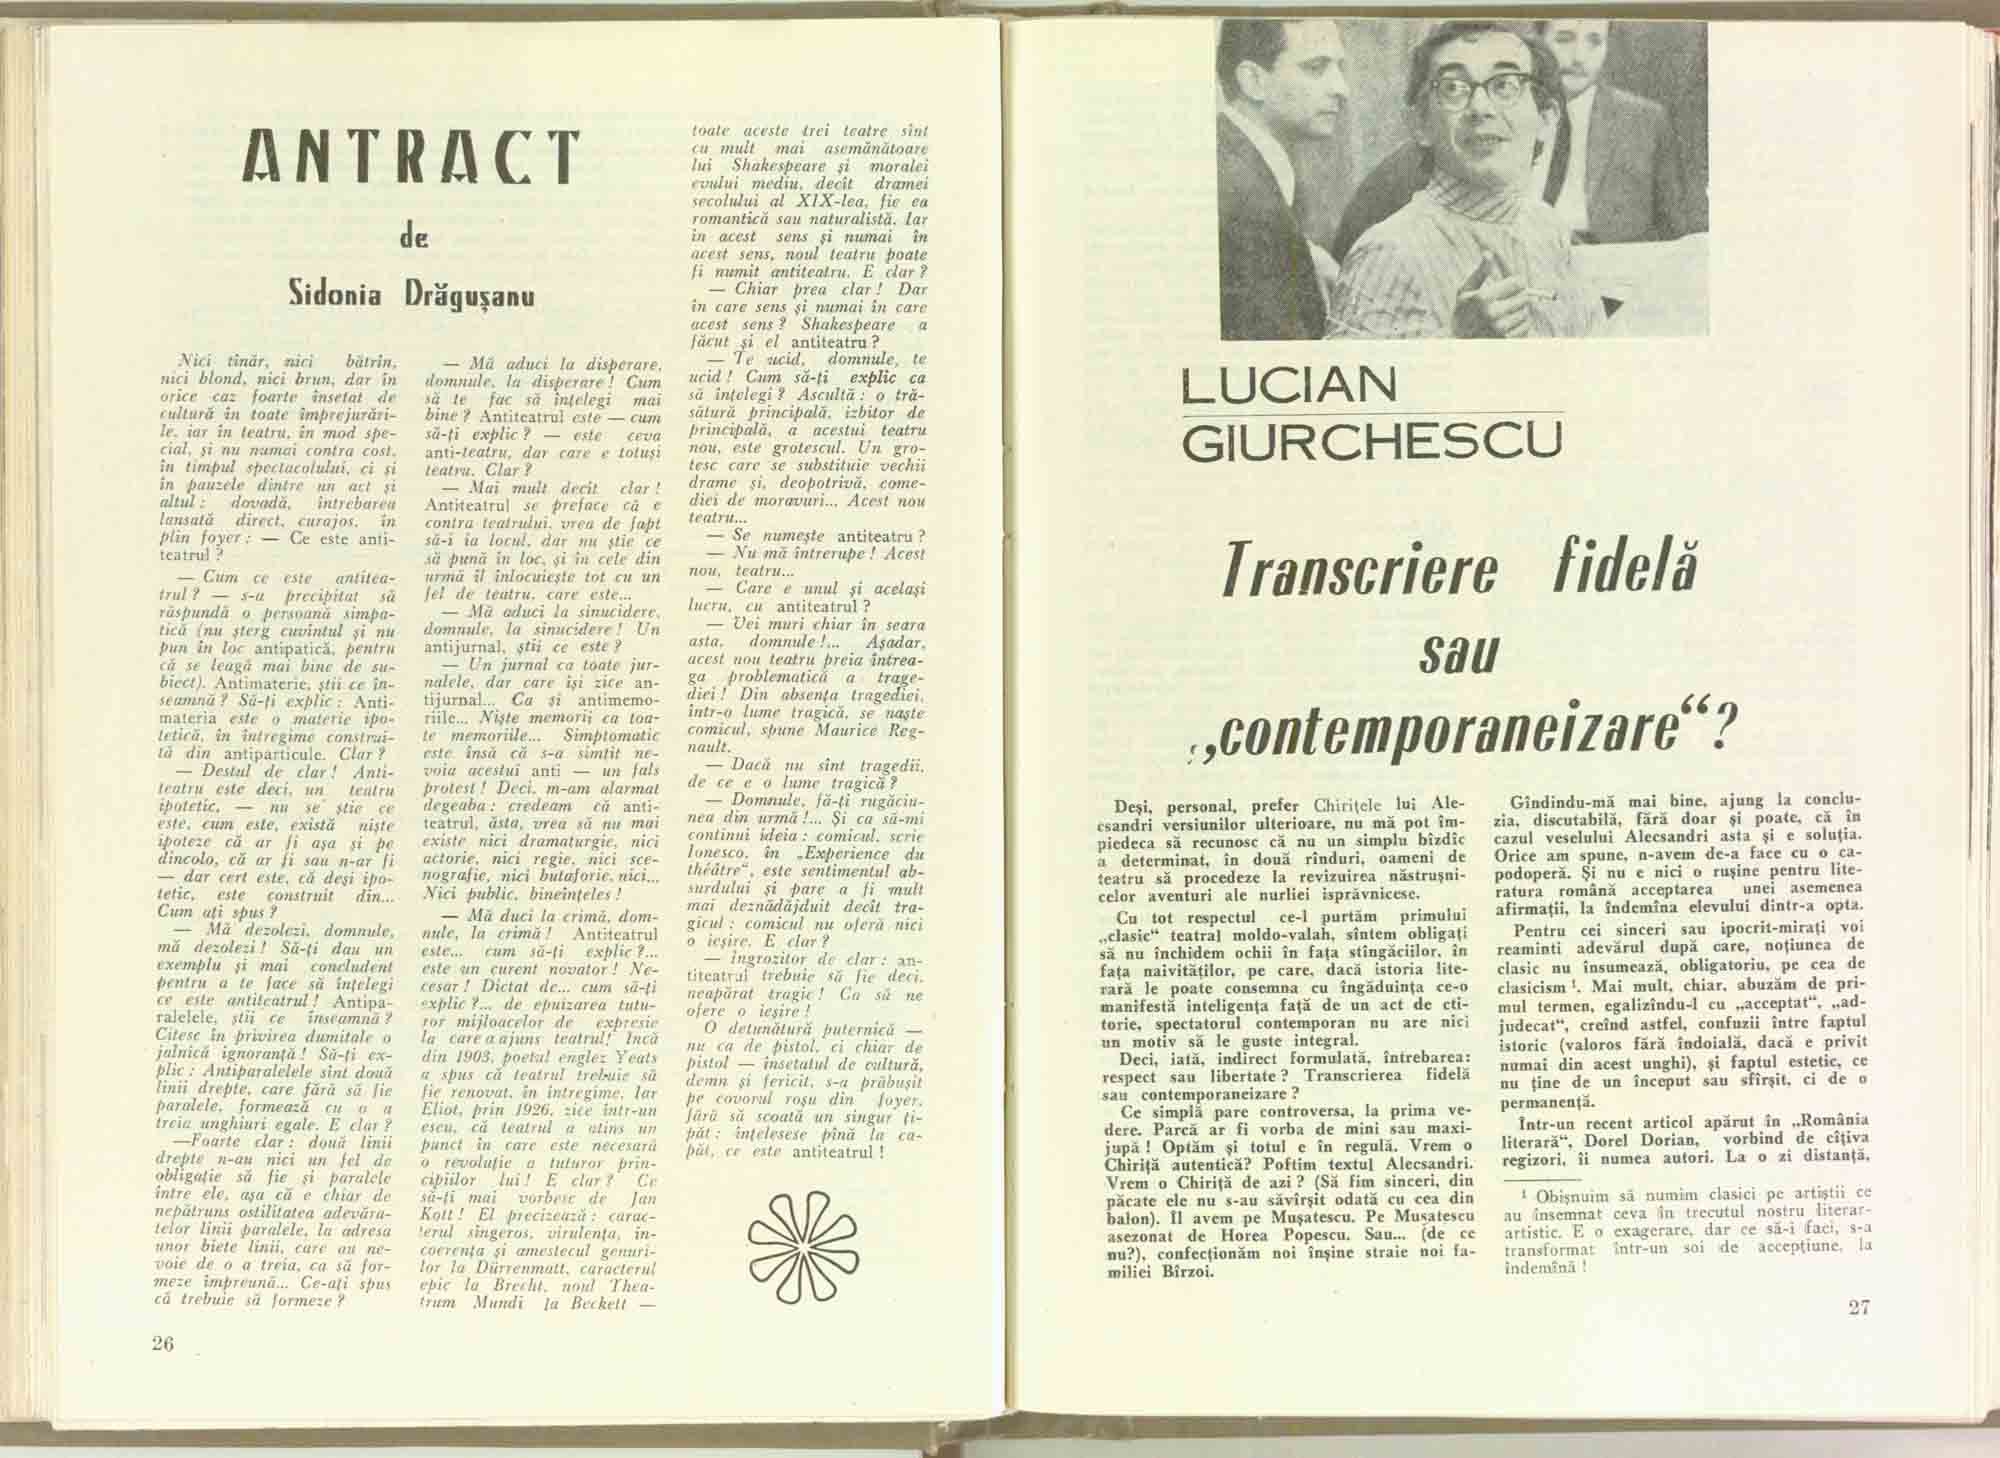 ANTRACT
de
Sidonia Drăgușanu
Nici tînăr, nici bătrîn,
nici blond, nici brun, dar în
orice caz foarte însetat de
cultură în toate împrejurări-
le, iar în teatru, în mod spe-
cial, și nu numai contra cost,
în timpul spectacolului, ci și
în pauzele dintre un act și
altul : dovadă, întrebarea
lansată direct, curajos, în
plin foyer : — Ce este anti-
teatrul ?
— Cum ce este antitea-
trul ? — s-a precipitat să
răspundă o persoană simpa-
tică (nu șterg cuvîntul și nu
pun în loc antipatică, pentru
că se leagă mai bine de su-
biect). Antimaterie, știi ce în-
seamnă ? Să-ți explic : Anti-
materia este o materie ipo-
tetică, în întregime construi-
tă din antiparticule. Clar ?
— Destul de clar ! Anti-
teatru este deci, un teatru
ipotetic, — nu se știe ce
este, cum este, există niște
ipoteze că ar fi așa și pe
dincolo, că ar fi sau n-ar fi
— dar cert este, că deși ipo-
tetic, este construit din...
Cum ați spus ?
— Mă dezolezi, domnule,
mă dezolezi ! Să-ți dau un
exemplu și mai concludent
pentru a te face să înțelegi
ce este antiteatrul ! Antipa-
ralelele, știi ce înseamnă ?
Citesc în privirea dumitale o
jalnică ignoranță ! Să-ți ex-
plic : Antiparalelele sînt două
linii drepte, care fără să fie
paralele, formează cu o a
treia unghiuri egale. E clar ?
—Foarte clar : două linii
drepte n-au nici un fel de
obligație să fie și paralele
între ele, așa că e chiar de
nepătruns ostilitatea adevăra-
telor linii paralele, la adresa
unor biete linii, care au ne-
voie de o a treia, ca să for-
meze împreună... Ce-ați spus
că trebuie să formeze ?
— Mă aduci la disperare,
domnule, la disperare ! Cum
să te fac să înțelegi mai
bine ? Antiteatrul este — cum
să-ți explic ? — este ceva
anti-teatru, dar care e totuși
teatru. Clar ?
— Mai mult decît clar !
Antiteatrul se preface că e
contra teatrului, vrea de fapt
să-i ia locul, dar nu știe ce
să pună în loc, și în cele din
urmă îl înlocuiește tot cu un
fel de teatru, care este...
— Mă aduci la sinucidere,
domnule, la sinucidere ! Un
antijurnal, știi ce este ?
— Un jurnal ca toate jur-
nalele, dar care își zice an-
tijurnal... Ca și antimemo-
riile... Niște memorii ca toa-
te memoriile... Simptomatic
este însă că s-a simțit ne-
voia acestui anti — un fals
protest ! Deci, m-am alarmat
degeaba : credeam că anti-
teatrul, ăsta, vrea să nu mai
existe nici dramaturgie, nici
actorie, nici regie, nici sce-
nografie, nici butaforie, nici...
Nici public, bineînțeles !
— Mă duci la crimă, dom-
nule, la crimă ! Antiteatrul
este... cum să-ți explic ?...
este un curent novator ! Ne-
cesar ! Dictat de... cum să-ți
explic ?... de epuizarea tutu-
ror mijloacelor de expresie
la care a ajuns teatrul! Încă
din 1903, poetul englez Yeats
a spus că teatrul trebuie să
fie renovat, în întregime. Iar
Eliot, prin 1926, zice într-un
escu, că teatrul a atins un
punct în care este necesară
o revoluție a tuturor prin-
cipiilor lui ! E clar ? Ce
să-ți mai vorbesc de Jan
Kott ! El precizează : carac-
terul sîngeros, virulența, in-
coerența și amestecul genuri-
lor la Dürrenmatt, caracterul
epic la Brecht, noul Thea-
trum Mundi la Beckett —
toate aceste trei teatre sînt
cu mult mai asemănătoare
lui Shakespeare și moralei
evului mediu, decît dramei
secolului al XIX-lea, fie ea
romantică sau naturalistă. Iar
în acest sens și numai în
acest sens, noul teatru poate
fi numit antiteatru. E clar ?
— Chiar prea clar ! Dar
în care sens și numai în care
acest sens ? Shakespeare a
făcut și el antiteatru ?
— Te ucid, domnule, te
ucid ! Cum să-ți explic ca
să înțelegi ? Ascultă : o tră-
sătură principală, izbitor de
principală, a acestui teatru
nou, este grotescul. Un gro-
tesc care se substituie vechii
drame și, deopotrivă, come-
diei de moravuri... Acest nou
teatru...
— Se numește antiteatru ?
— Nu mă întrerupe ! Acest
nou, teatru...
— Care e unul și același
lucru, cu antiteatrul ?
— Vei muri chiar în seara
asta, domnule !... Așadar,
acest nou teatru preia întrea-
ga problematică a trage-
diei ! Din absența tragediei,
într-o lume tragică, se naște
comicul, spune Maurice Reg-
nault.
— Dacă nu sînt tragedii,
de ce e o lume tragică ?
— Domnule, fă-ți rugăciu-
nea din urmă !... Și ca să-mi
continui ideia : comicul, scrie
Ionesco, în „Experience du
théâtre“, este sentimentul ab-
surdului și pare a fi mult
mai deznădăjduit decît tra-
gicul : comicul nu oferă nici
o ieșire. E clar ?
— îngrozitor de clar : an-
titeatrul trebuie să fie deci,
neapărat tragic ! Ca să ne
ofere o ieșire !
O detunătură puternică —
nu ca de pistol, ci chiar de
pistol — însetatul de cultură,
demn și fericit, s-a prăbușit
pe covorul roșu din foyer,
fără să scoată un singur ți-
păt : înțelesese pînă la ca-
păt, ce este antiteatrul !
26
LUCIAN
GIURCHESCU
Transcriere fidelă
sau
„contemporaneizare“ ?
Deși, personal, prefer Chirițele lui Ale-
csandri versiunilor ulterioare, nu mă pot îm-
piedeca să recunosc că nu un simplu bîzdîc
a determinat, în două rînduri, oameni de
teatru să procedeze la revizuirea năstrușni-
celor aventuri ale nurliei isprăvnicese.
Cu tot respectul ce-l purtăm primului
„clasic“ teatral moldo-valah, sîntem obligați
să nu închidem ochii în fața stîngăciilor, în
fața naivităților, pe care, dacă istoria lite-
rară le poate consemna cu îngăduința ce-o
manifestă inteligența față de un act de cti-
torie, spectatorul contemporan nu are nici
un motiv să le guste integral.
Deci, iată, indirect formulată, întrebarea:
respect sau libertate ? Transcrierea fidelă
sau contemporaneizare ?
Ce simplă pare controversa, la prima ve-
dere. Parcă ar fi vorba de mini sau maxi-
jupă ! Optăm și totul e în regulă. Vrem o
Chiriță autentică? Poftim textul Alecsandri.
Vrem o Chiriță de azi ? (Să fim sinceri, din
păcate ele nu s-au săvîrșit odată cu cea din
balon). Îl avem pe Mușatescu. Pe Mușatescu
asezonat de Horea Popescu. Sau... (de ce
nu?), confecționăm noi înșine straie noi fa-
miliei Bîrzoi.
Gîndindu-mă mai bine, ajung la conclu-
zia, discutabilă, fără doar și poate, că în
cazul veselului Alecsandri asta și e soluția.
Orice am spune, n-avem de-a face cu o ca-
podoperă. Și nu e nici o rușine pentru lite-
ratura română acceptarea unei asemenea
afirmații, la îndemîna elevului dintr-a opta.
Pentru cei sinceri sau ipocrit-mirați voi
reaminti adevărul după care, noțiunea de
clasic nu însumează, obligatoriu, pe cea de
clasicism ¹. Mai mult, chiar, abuzăm de pri-
mul termen, egalizîndu-l cu „acceptat“, „ad-
judecat“, creînd astfel, confuzii între faptul
istoric (valoros fără îndoială, dacă e privit
numai din acest unghi), și faptul estetic, ce
nu ține de un început sau sfîrșit, ci de o
permanență.
Într-un recent articol apărut în „România
literară“, Dorel Dorian, vorbind de cîțiva
regizori, îi numea autori. La o zi distanță,
¹ Obișnuim să numim clasici pe artiștii ce
au însemnat ceva în trecutul nostru literar-
artistic. E o exagerare, dar ce să-i faci, s-a
transformat într-un soi de accepțiune, la
îndemînă !
27